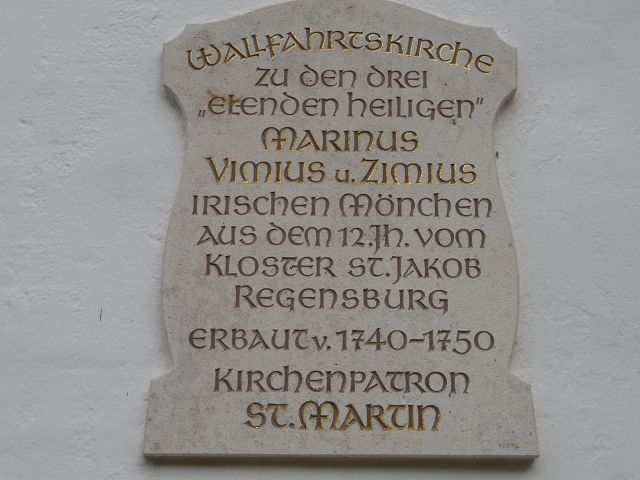 Wallfahrtskirche
zu den drei
„elenden heiligen”
Marinus
Vimius u. Zimius
irischen Mönchen
aus dem 12. Jh. vom
Kloster St. Jakob
Regensburg
erbaut v. 1740-1750
Kirchenpatron
St. Martin